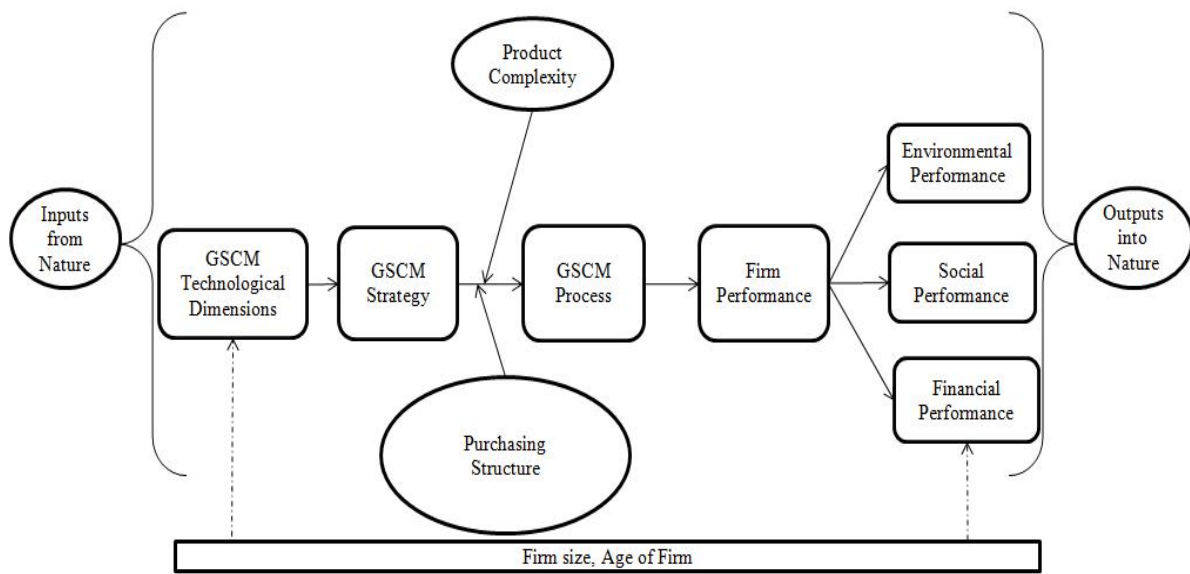 Product
Complexity
Inputs
from
Nature
GSCM
Technological
Dimensions
GSCM
Strategy
GSCM
Process
Firm
Performance
Environmental
Performance
Social
Performance
Financial
Performance
Outputs
into
Nature
Purchasing
Structure
Firm size, Age of Firm